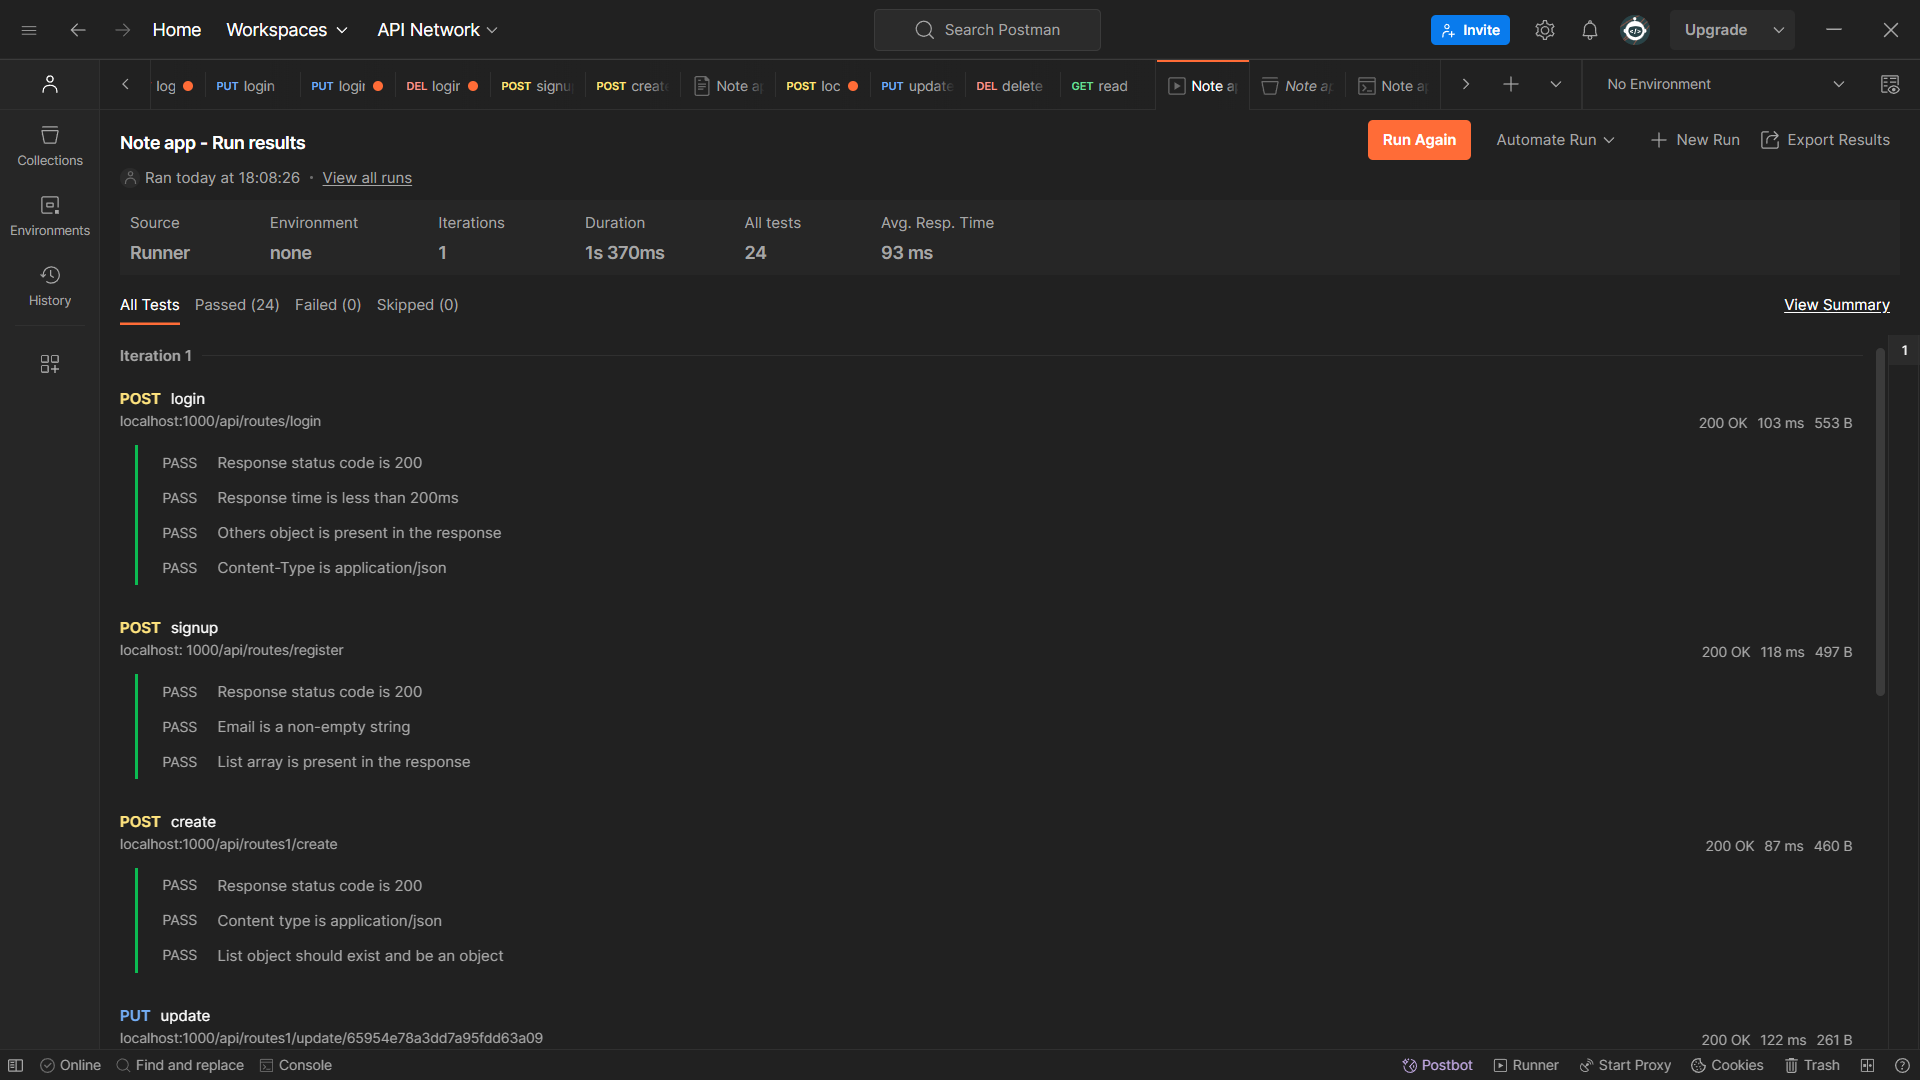 Home Workspaces API Network Search Postman Invite Upgrade
log PUT login PUT logir DEL logir POST signu POST creat Note a POST loc PUT update DEL delete GET read Note a Note a Note a No Environment
Note app - Run results
Run Again Automate Run New Run Export Results
Ran today at 18:08:26 · View all runs
Source Environment Iterations Duration All tests Avg. Resp. Time
Runner none 1 1s 370ms 24 93 ms
All Tests Passed (24) Failed (0) Skipped (0) View Summary
Iteration 1
1
POST login
localhost:1000/api/routes/login
200 OK 103 ms 553 B
PASS Response status code is 200
PASS Response time is less than 200ms
PASS Others object is present in the response
PASS Content-Type is application/json
POST signup
localhost: 1000/api/routes/register
200 OK 118 ms 497 B
PASS Response status code is 200
PASS Email is a non-empty string
PASS List array is present in the response
POST create
localhost:1000/api/routes1/create
200 OK 87 ms 460 B
PASS Response status code is 200
PASS Content type is application/json
PASS List object should exist and be an object
PUT update
localhost:1000/api/routes1/update/65954e78a3dd7a95fdd63a09
200 OK 122 ms 261 B
Collections
Environments
History
Online Find and replace Console Postbot Runner Start Proxy Cookies Trash